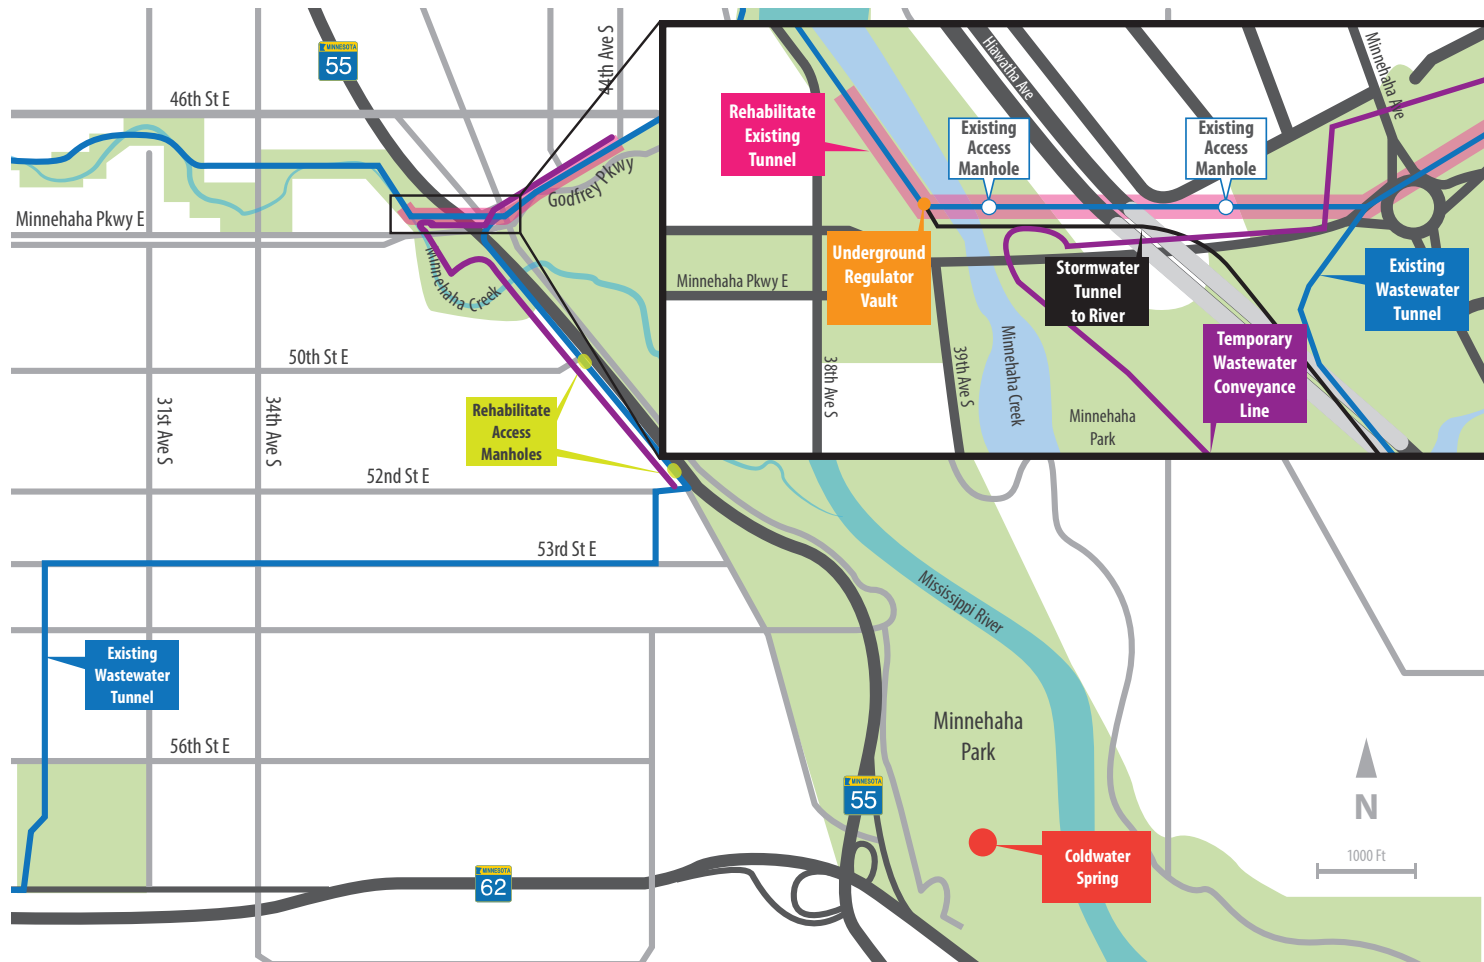 MINNESOTA
55
44th Ave S
46th St E
Minnehaha Pkwy E
Godfrey Pkwy
Minnehaha Creek
50th St E
31st Ave S
34th Ave S
Rehabilitate
Access
Manholes
52nd St E
53rd St E
Existing
Wastewater
Tunnel
56th St E
MINNESOTA
62
MINNESOTA
55
Mississippi River
Minnehaha
Park
Coldwater
Spring
N
1000 Ft
Rehabilitate
Existing
Tunnel
Hiawatha Ave
Existing
Access
Manhole
Existing
Access
Manhole
Minnehaha Ave
Underground
Regulator
Vault
Minnehaha Pkwy E
38th Ave S
39th Ave S
Minnehaha Creek
Stormwater
Tunnel
to River
Minnehaha
Park
Temporary
Wastewater
Conveyance
Line
Existing
Wastewater
Tunnel